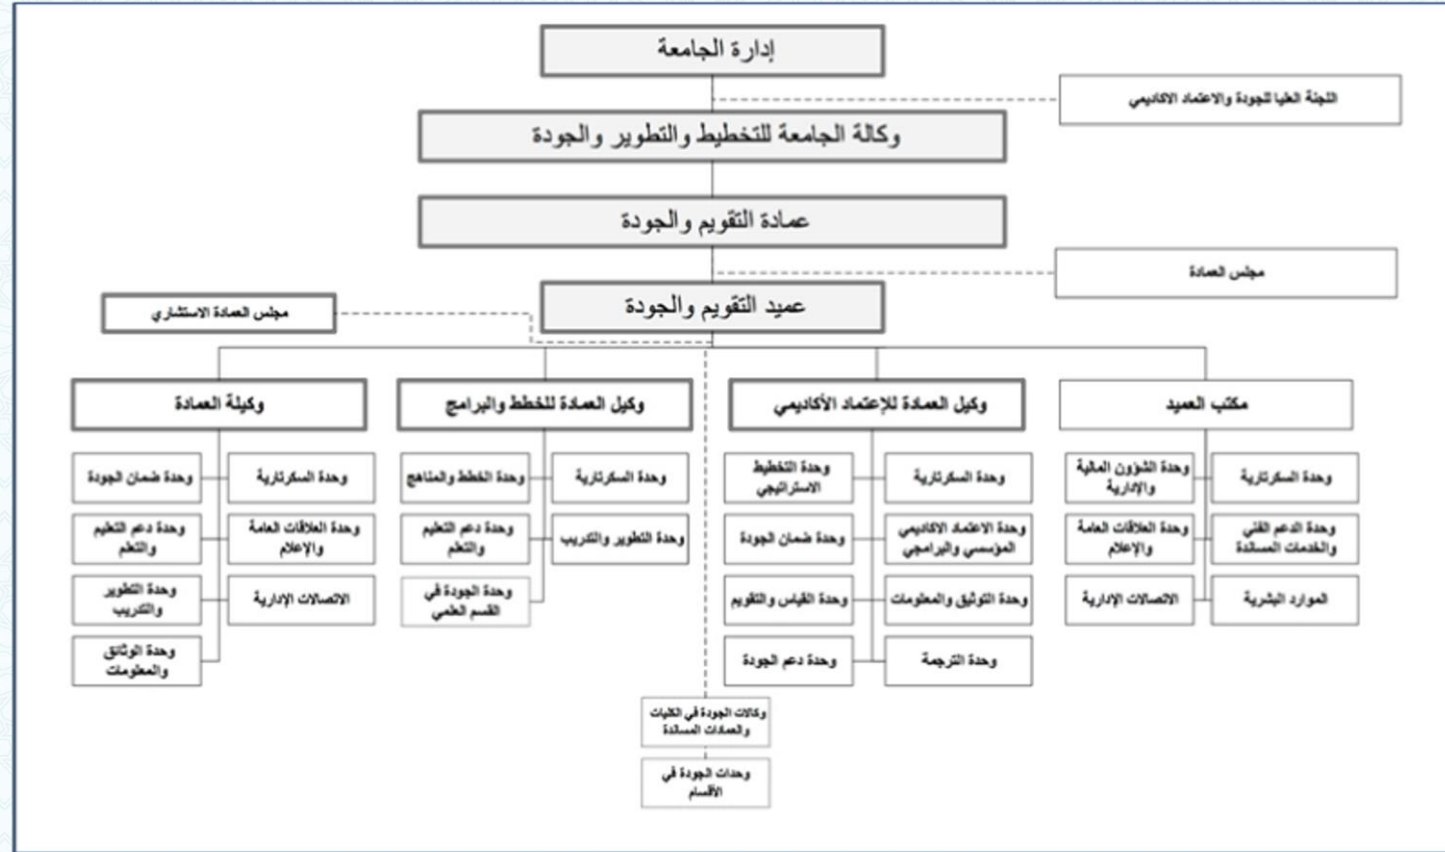 إدارة الجامعة
اللجنة العليا للجودة والاعتماد الاكاديمي
وكالة الجامعة للتخطيط والتطوير والجودة
عمادة التقويم والجودة
مجلس العمادة
عميد التقويم والجودة
مجلس العمادة الاستشاري
مكتب العميد
وكيل العمادة للإعتماد الأكاديمي
وكيل العمادة للخطط والبرامج
وكيلة العمادة
وحدة السكرتارية
وحدة الشؤون المالية
والإدارية
وحدة الدعم الفني
والخدمات المساندة
وحدة العلاقات العامة
والإعلام
الموارد البشرية
الاتصالات الإدارية
وحدة السكرتارية
وحدة التخطيط
الاستراتيجي
وحدة الاعتماد الاكاديمي
المؤسسي والبرامجي
وحدة ضمان الجودة
وحدة التوثيق والمعلومات
وحدة القياس والتقويم
وحدة الترجمة
وحدة دعم الجودة
وحدة السكرتارية
وحدة الخطط والمناهج
وحدة التطوير والتدريب
وحدة دعم التعليم
والتعلم
وحدة الجودة في
القسم العلمي
وحدة السكرتارية
وحدة ضمان الجودة
وحدة العلاقات العامة
والإعلام
وحدة دعم التعليم
والتعلم
الاتصالات الإدارية
وحدة التطوير
والتدريب
وحدة الوثائق
والمعلومات
وكالات الجودة في الكليات
والعمادات المساندة
وحدات الجودة في
الأقسام